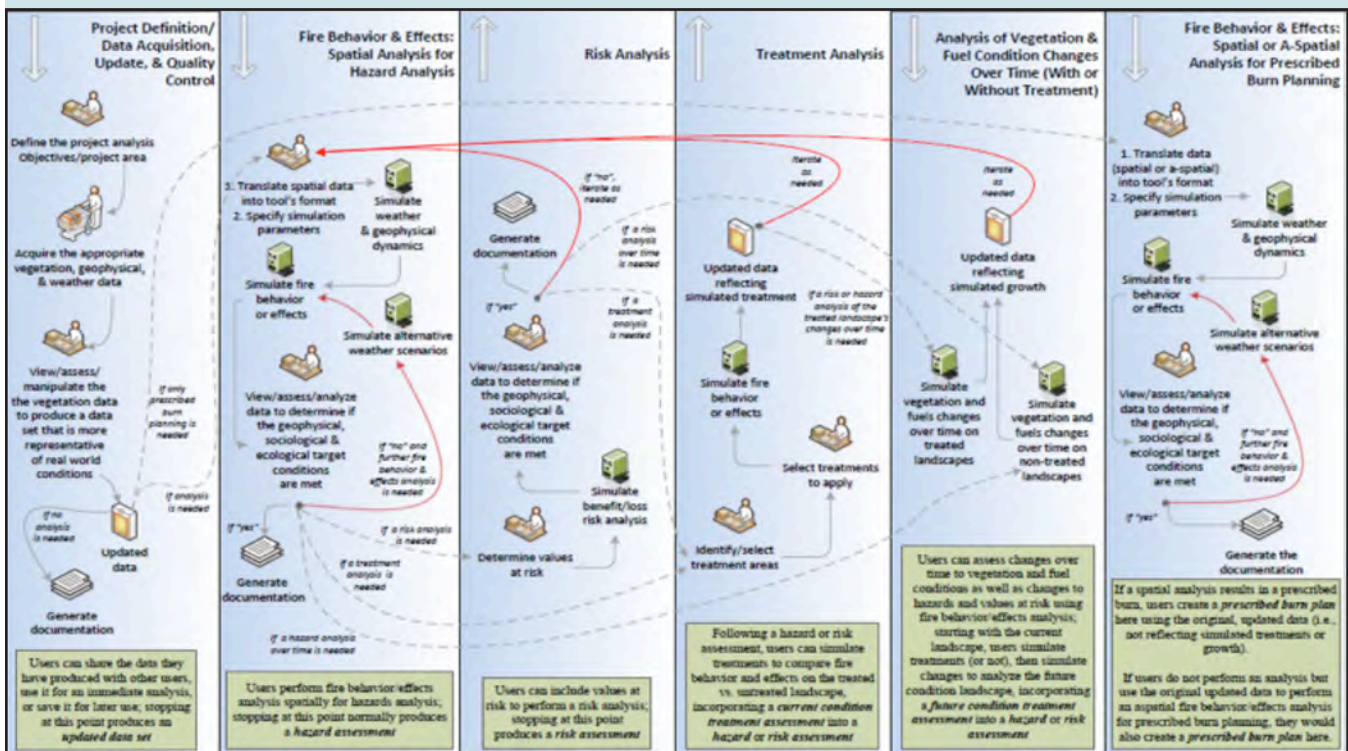 Project Definition/
Data Acquisition,
Update, & Quality
Control
Define the project analysis
Objectives/project area
Acquire the appropriate
vegetation, geophysical,
& weather data
View/assess/
manipulate the
the vegetation data
to produce a data
set that is more
representative
of real world
conditions
If only
prescribed
burn
planning is
needed
If analysis
is needed
If no
analysis is
needed
Updated
data
Generate
documentation
Users can share the data they
have produced with other users,
use it for an immediate analysis,
or save it for later use; stopping
at this point produces an
updated data set
Fire Behavior & Effects:
Spatial Analysis for
Hazard Analysis
1. Translate spatial data
into tool's format
2. Specify simulation
parameters
Simulate
weather
& geophysical
dynamics
Simulate fire
behavior
or effects
Simulate alternative
weather scenarios
View/assess/analyze
data to determine if
the geophysical,
sociological &
ecological target
conditions
are met
If "no" and
further fire
behavior &
effects analysis
is needed
If "yes"
Generate
documentation
If a risk analysis
is needed
If a treatment
analysis is
needed
If a hazard analysis
over time is needed
Users perform fire behavior/effects
analysis spatially for hazards analysis;
stopping at this point normally produces
a hazard assessment
Risk Analysis
If "no",
iterate as
needed
Generate
documentation
If a risk
analysis
over time
is needed
If "yes"
If a
treatment
analysis
is needed
View/assess/analyze
data to determine if
the geophysical,
sociological &
ecological target
conditions
are met
Simulate
benefit/loss
risk analysis
Determine values
at risk
Users can include values at
risk to perform a risk analysis;
stopping at this point
produces a risk assessment
Treatment Analysis
Iterate
as
needed
Updated data
reflecting
simulated treatment
If a risk or hazard
analysis of the
treated landscape's
changes over time
is needed
Simulate fire
behavior
or effects
Select treatments
to apply
Identify/select
treatment areas
Following a hazard or risk
assessment, users can simulate
treatments to compare fire
behavior and effects on the treated
vs. untreated landscape,
incorporating a current condition
treatment assessment into a
hazard or risk assessment
Analysis of Vegetation &
Fuel Condition Changes
Over Time (With or
Without Treatment)
Iterate
as
needed
Updated data
reflecting
simulated growth
Simulate
vegetation and
fuels changes
over time on
treated
landscapes
Simulate
vegetation and
fuels changes
over time on
non-treated
landscapes
Users can assess changes over
time to vegetation and fuel
conditions as well as changes to
hazards and values at risk using
fire behavior/effects analysis;
starting with the current
landscape, users simulate
treatments (or not), then simulate
changes to analyze the future
condition landscape, incorporating
a future condition treatment
assessment into a hazard or risk
assessment
Fire Behavior & Effects:
Spatial or A-Spatial
Analysis for Prescribed
Burn Planning
1. Translate data
(spatial or a-spatial)
into tool's format
2. Specify simulation
parameters
Simulate weather
& geophysical
dynamics
Simulate fire
behavior or
effects
Simulate alternative
weather scenarios
View/assess/analyze
data to determine if
the geophysical,
sociological &
ecological target
conditions are
met
If "no" and
further fire
behavior &
effects analysis
is needed
If "yes"
Generate the
documentation
If a spatial analysis results in a prescribed
burn, users create a prescribed burn plan
here using the original, updated data (i.e.,
not reflecting simulated treatments or
growth).
If users do not perform an analysis but
use the original updated data to perform
an aspatial fire behavior/effects analysis
for prescribed burn planning, they would
also create a prescribed burn plan here.